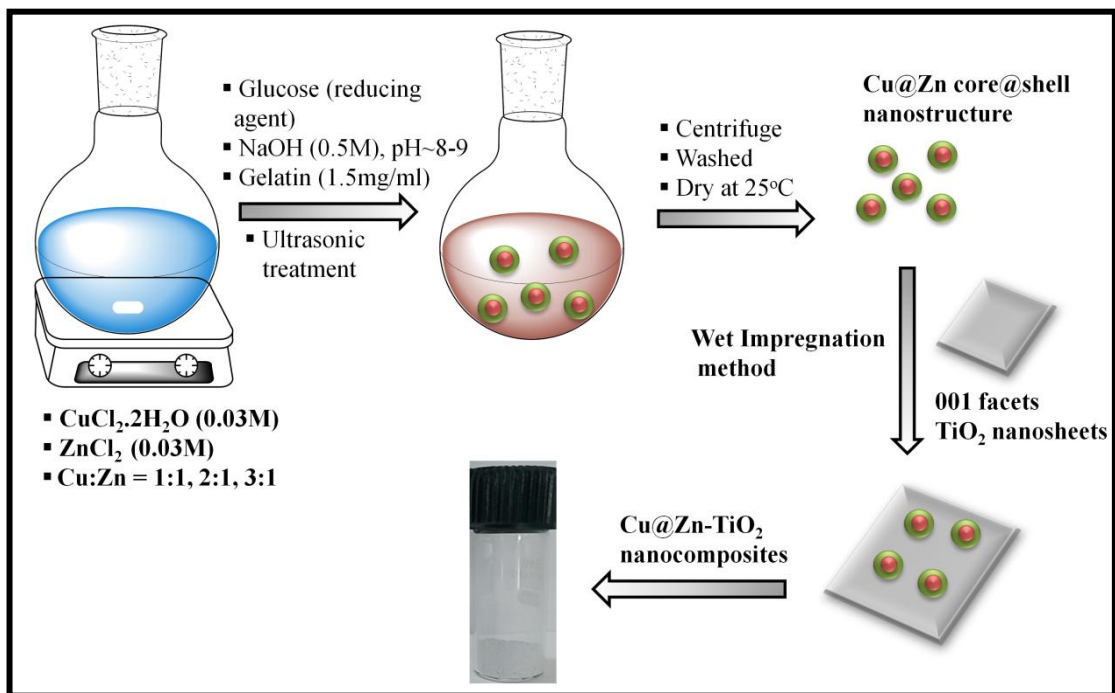 ▪ Glucose (reducing
agent)
▪ NaOH (0.5M), pH~8-9
▪ Gelatin (1.5mg/ml)
▪ Ultrasonic
treatment
▪ Centrifuge
▪ Washed
▪ Dry at 25°C
Cu@Zn core@shell
nanostructure
▪ CuCl₂.2H₂O (0.03M)
▪ ZnCl₂ (0.03M)
▪ Cu:Zn = 1:1, 2:1, 3:1
Wet Impregnation
method
001 facets
TiO₂ nanosheets
Cu@Zn-TiO₂
nanocomposites